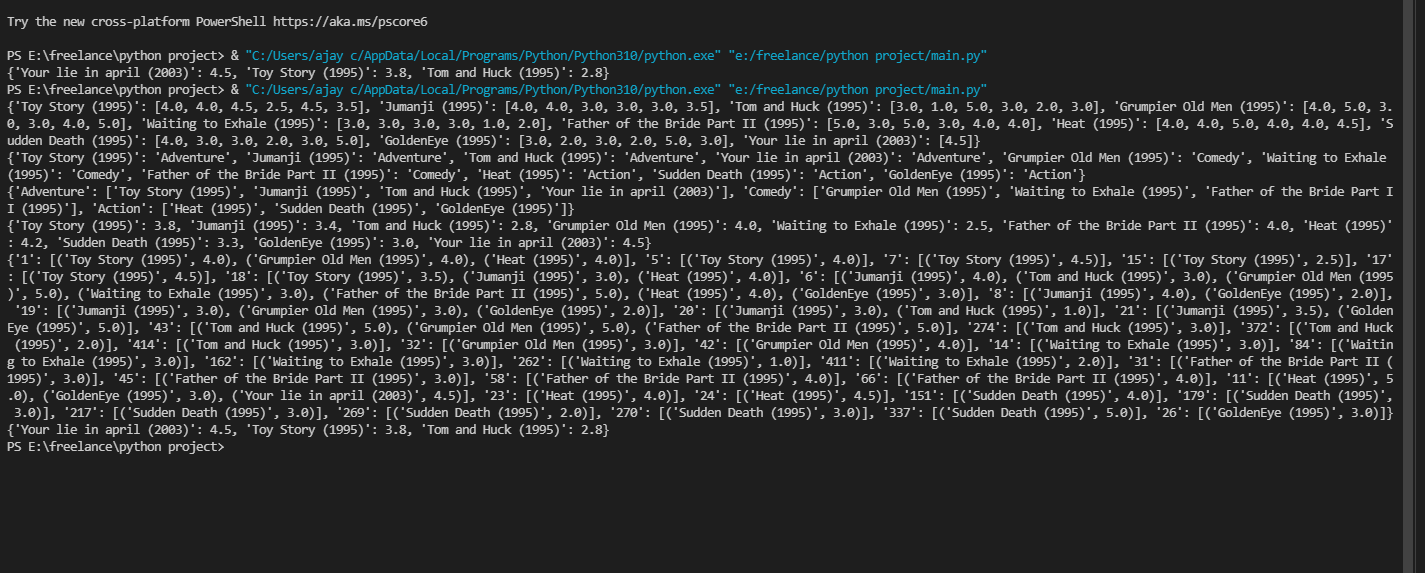 Try the new cross-platform PowerShell https://aka.ms/pscore6
PS E:\freelance\python project> & "C:/Users/ajay c/AppData/Local/Programs/Python/Python310/python.exe" "e:/freelance/python project/main.py"
{'Your lie in april (2003)': 4.5, 'Toy Story (1995)': 3.8, 'Tom and Huck (1995)': 2.8}
PS E:\freelance\python project> & "C:/Users/ajay c/AppData/Local/Programs/Python/Python310/python.exe" "e:/freelance/python project/main.py"
{'Toy Story (1995)': [4.0, 4.0, 4.5, 2.5, 4.5, 3.5], 'Jumanji (1995)': [4.0, 4.0, 3.0, 3.0, 3.0, 3.5], 'Tom and Huck (1995)': [3.0, 1.0, 5.0, 3.0, 2.0, 3.0], 'Grumpier Old Men (1995)': [4.0, 5.0, 3.
0, 3.0, 4.0, 5.0], 'Waiting to Exhale (1995)': [3.0, 3.0, 3.0, 3.0, 1.0, 2.0], 'Father of the Bride Part II (1995)': [5.0, 3.0, 5.0, 3.0, 4.0, 4.0], 'Heat (1995)': [4.0, 4.0, 5.0, 4.0, 4.0, 4.5], 'S
udden Death (1995)': [4.0, 3.0, 3.0, 2.0, 3.0, 5.0], 'GoldenEye (1995)': [3.0, 2.0, 3.0, 2.0, 5.0, 3.0], 'Your lie in april (2003)': [4.5]}
{'Toy Story (1995)': 'Adventure', 'Jumanji (1995)': 'Adventure', 'Tom and Huck (1995)': 'Adventure', 'Your lie in april (2003)': 'Adventure', 'Grumpier Old Men (1995)': 'Comedy', 'Waiting to Exhale
(1995)': 'Comedy', 'Father of the Bride Part II (1995)': 'Comedy', 'Heat (1995)': 'Action', 'Sudden Death (1995)': 'Action', 'GoldenEye (1995)': 'Action'}
{'Adventure': ['Toy Story (1995)', 'Jumanji (1995)', 'Tom and Huck (1995)', 'Your lie in april (2003)'], 'Comedy': ['Grumpier Old Men (1995)', 'Waiting to Exhale (1995)', 'Father of the Bride Part I
I (1995)'], 'Action': ['Heat (1995)', 'Sudden Death (1995)', 'GoldenEye (1995)']}
{'Toy Story (1995)': 3.8, 'Jumanji (1995)': 3.4, 'Tom and Huck (1995)': 2.8, 'Grumpier Old Men (1995)': 4.0, 'Waiting to Exhale (1995)': 2.5, 'Father of the Bride Part II (1995)': 4.0, 'Heat (1995)'
: 4.2, 'Sudden Death (1995)': 3.3, 'GoldenEye (1995)': 3.0, 'Your lie in april (2003)': 4.5}
{'1': [('Toy Story (1995)', 4.0), ('Grumpier Old Men (1995)', 4.0), ('Heat (1995)', 4.0)], '5': [('Toy Story (1995)', 4.0)], '7': [('Toy Story (1995)', 4.5)], '15': [('Toy Story (1995)', 2.5)], '17'
: [('Toy Story (1995)', 4.5)], '18': [('Toy Story (1995)', 3.5), ('Jumanji (1995)', 3.0), ('Heat (1995)', 4.0)], '6': [('Jumanji (1995)', 4.0), ('Tom and Huck (1995)', 3.0), ('Grumpier Old Men (1995
)', 5.0), ('Waiting to Exhale (1995)', 3.0), ('Father of the Bride Part II (1995)', 5.0), ('Heat (1995)', 4.0), ('GoldenEye (1995)', 3.0)], '8': [('Jumanji (1995)', 4.0), ('GoldenEye (1995)', 2.0)],
'19': [('Jumanji (1995)', 3.0), ('Grumpier Old Men (1995)', 3.0), ('GoldenEye (1995)', 2.0)], '20': [('Jumanji (1995)', 3.0), ('Tom and Huck (1995)', 1.0)], '21': [('Jumanji (1995)', 3.5), ('Golden
Eye (1995)', 5.0)], '43': [('Tom and Huck (1995)', 5.0), ('Grumpier Old Men (1995)', 5.0), ('Father of the Bride Part II (1995)', 5.0)], '274': [('Tom and Huck (1995)', 3.0)], '372': [('Tom and Huck
(1995)', 2.0)], '414': [('Tom and Huck (1995)', 3.0)], '32': [('Grumpier Old Men (1995)', 3.0)], '42': [('Grumpier Old Men (1995)', 4.0)], '14': [('Waiting to Exhale (1995)', 3.0)], '84': [('Waitin
g to Exhale (1995)', 3.0)], '162': [('Waiting to Exhale (1995)', 3.0)], '262': [('Waiting to Exhale (1995)', 1.0)], '411': [('Waiting to Exhale (1995)', 2.0)], '31': [('Father of the Bride Part II (
1995)', 3.0)], '45': [('Father of the Bride Part II (1995)', 3.0)], '58': [('Father of the Bride Part II (1995)', 4.0)], '66': [('Father of the Bride Part II (1995)', 4.0)], '11': [('Heat (1995)', 5
.0), ('GoldenEye (1995)', 3.0), ('Your lie in april (2003)', 4.5)], '23': [('Heat (1995)', 4.0)], '24': [('Heat (1995)', 4.5)], '151': [('Sudden Death (1995)', 4.0)], '179': [('Sudden Death (1995)',
3.0)], '217': [('Sudden Death (1995)', 3.0)], '269': [('Sudden Death (1995)', 2.0)], '270': [('Sudden Death (1995)', 3.0)], '337': [('Sudden Death (1995)', 5.0)], '26': [('GoldenEye (1995)', 3.0)]}
{'Your lie in april (2003)': 4.5, 'Toy Story (1995)': 3.8, 'Tom and Huck (1995)': 2.8}
PS E:\freelance\python project>